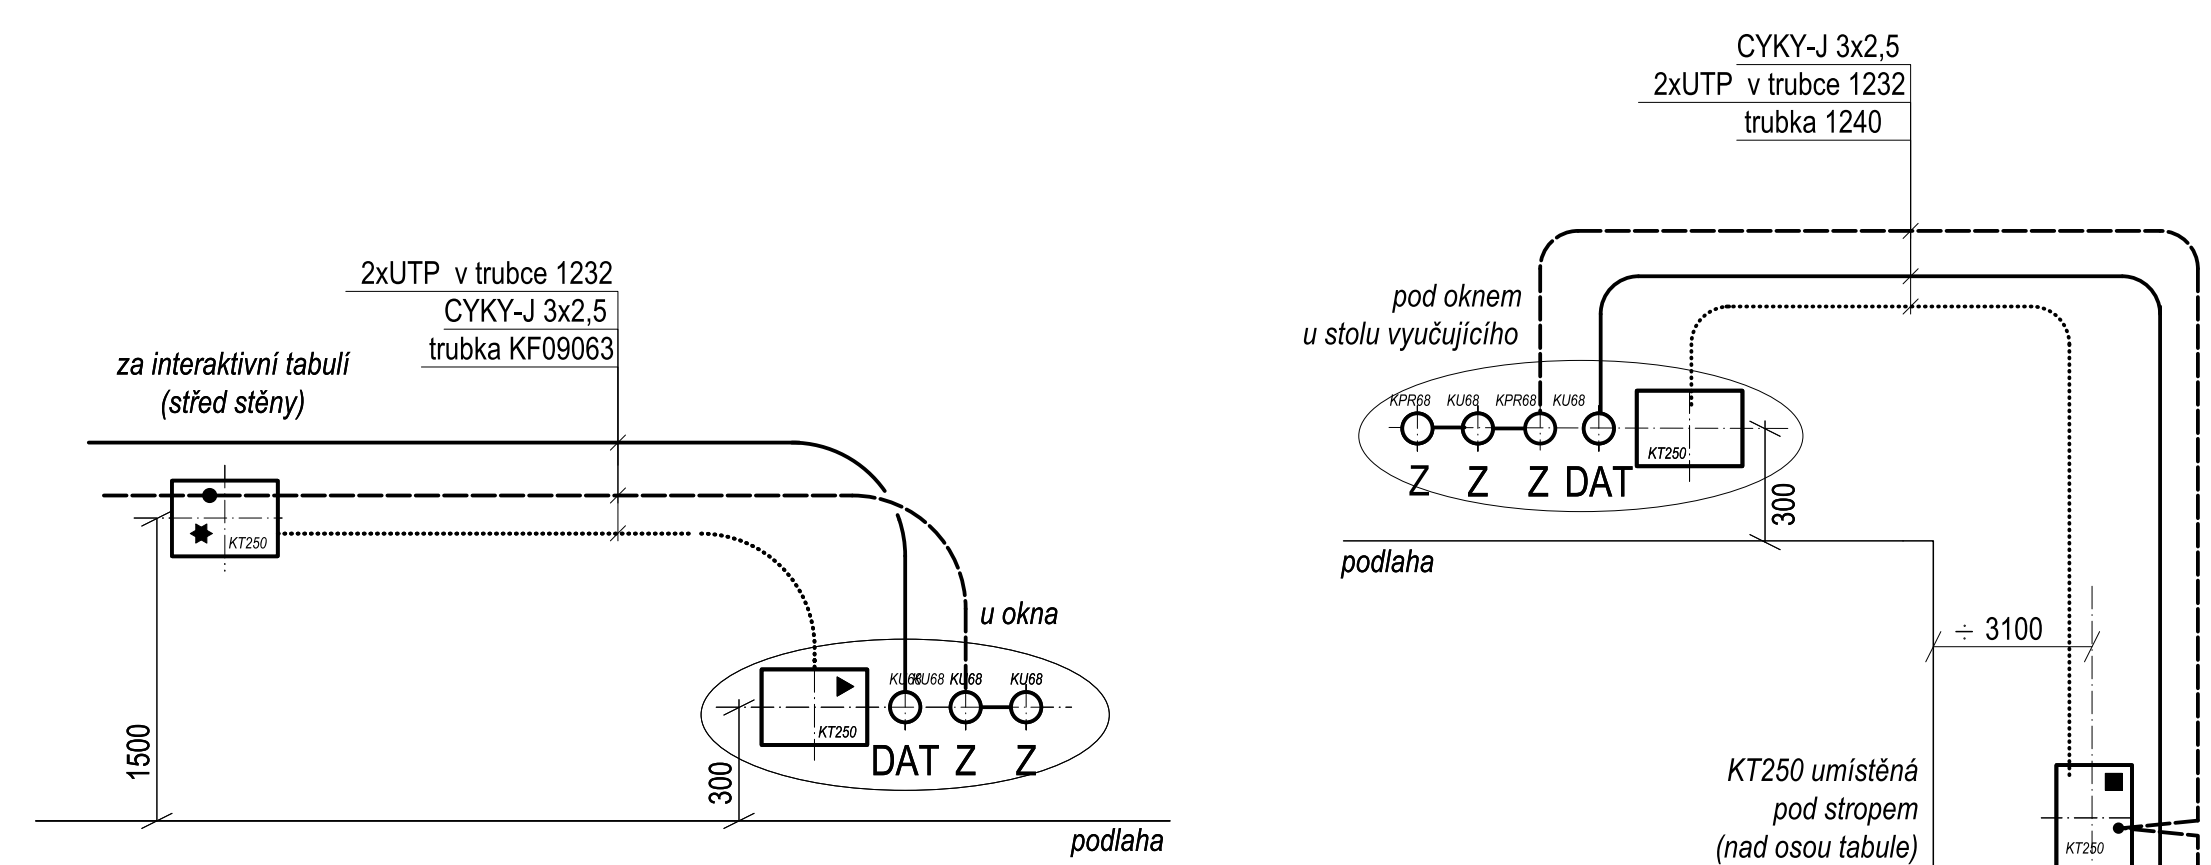 CYKY-J 3x2,5
2xUTP v trubce 1232
trubka 1240
2xUTP v trubce 1232
CYKY-J 3x2,5
trubka KF09063
za interaktivní tabulí
(střed stěny)
pod oknem
u stolu vyučujícího
KPR68 KU68 KPR68 KU68
KT250
Z Z Z DAT
300
podlaha
KT250
u okna
÷ 3100
KU68 KU68 KU68 KU68
KT250
DAT Z Z
1500
300
podlaha
KT250 umístěná
pod stropem
(nad osou tabule)
KT250